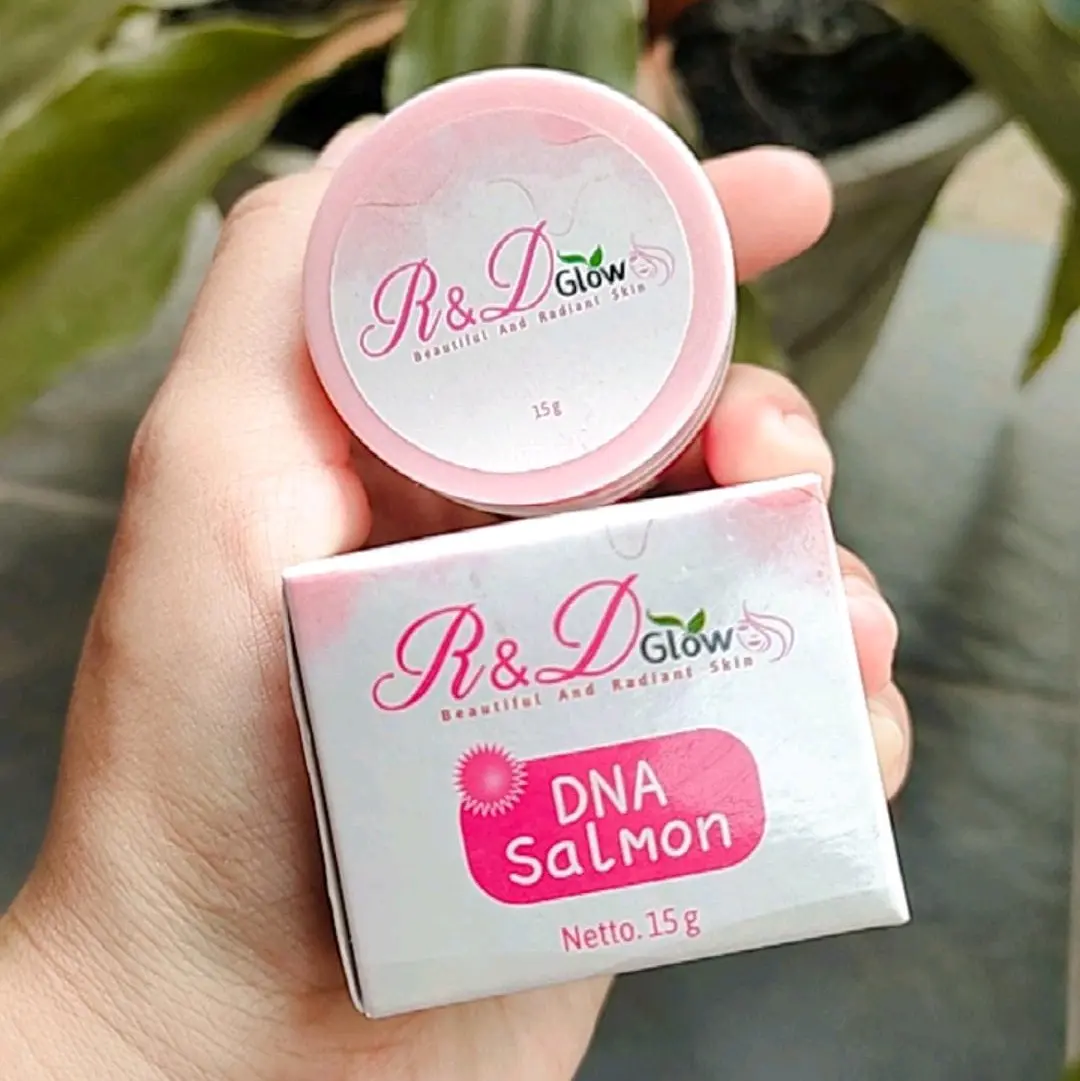 R&D Glow
Beautiful And Radiant Skin
15g
R&D Glow
Beautiful And Radiant Skin
DNA
Salmon
Netto. 15 g